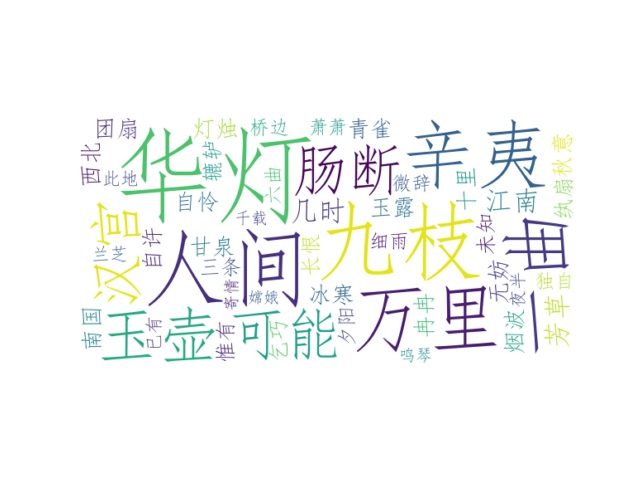 团扇
灯烛
桥边
萧萧
青雀
华灯
肠断
辛夷
西北
此地
辘轳
六曲
微辞
十里
秋意
纨扇
自怜
几时
玉露
江南
千载
汉宫
兰芝
自许
甘泉
三条
人间
长恨
九枝
细雨
未知
一曲
南国
寄情
嫦娥
冰寒
万里
无妨
夜半
玉壶
已有
惟有
可能
乞巧
夕阳
冉冉
鸣琴
烟波
芳草